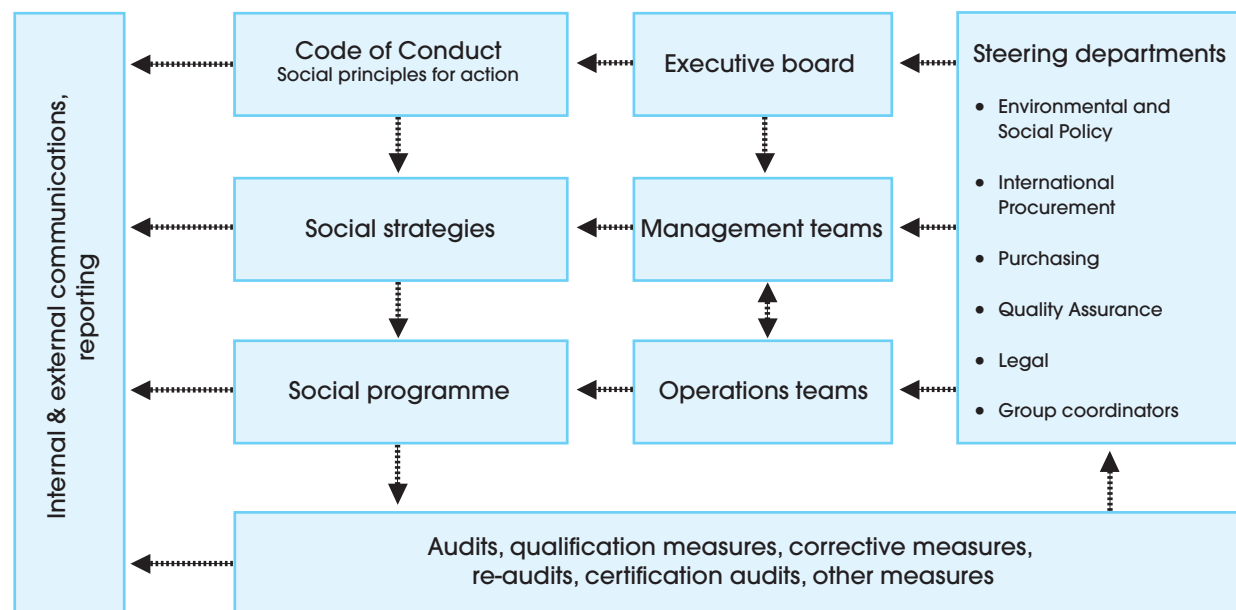 Internal & external communications,
reporting
Code of Conduct
Social principles for action
Executive board
Steering departments
• Environmental and
Social Policy
• International
Procurement
• Purchasing
• Quality Assurance
• Legal
• Group coordinators
Social strategies
Management teams
Social programme
Operations teams
Audits, qualification measures, corrective measures,
re-audits, certification audits, other measures